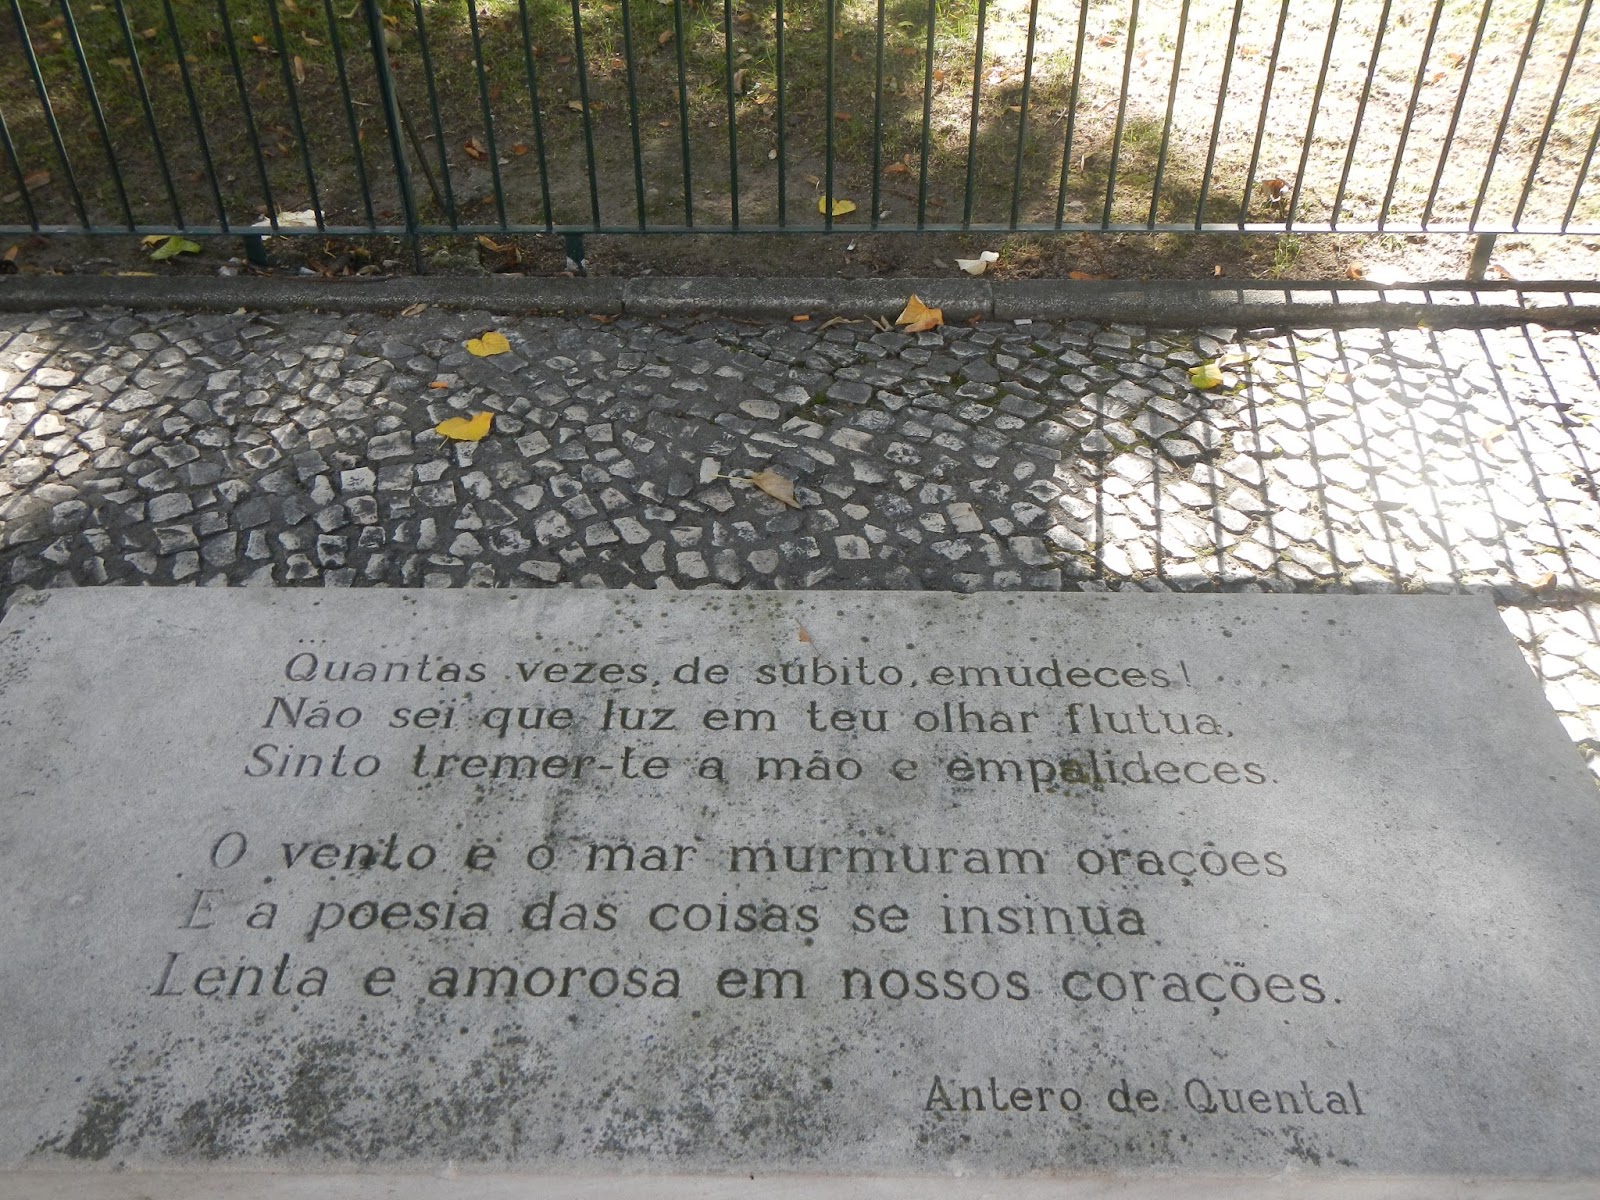 Quantas vezes, de súbito, emudeces!
Não sei que luz em teu olhar flutua,
Sinto tremer-te a mão e empalideces.
O vento e o mar murmuram orações
E a poesia das coisas se insinua
Lenta e amorosa em nossos corações.
Antero de Quental